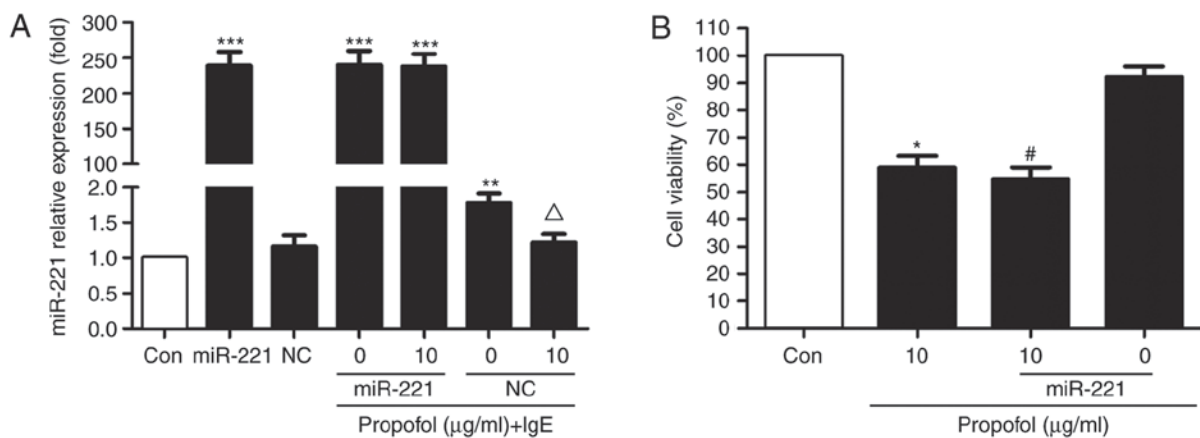 A
miR-221 relative expression (fold)
300
250
200
150
100
2.0
1.5
1.0
0.5
0.0
***
***
***
**
△
Con miR-221 NC 0 10 0 10
miR-221 NC
Propofol (μg/ml)+IgE
B
Cell viability (%)
110
100
90
80
70
60
50
40
30
20
10
0
*
#
Con 10 10 0
miR-221
Propofol (μg/ml)